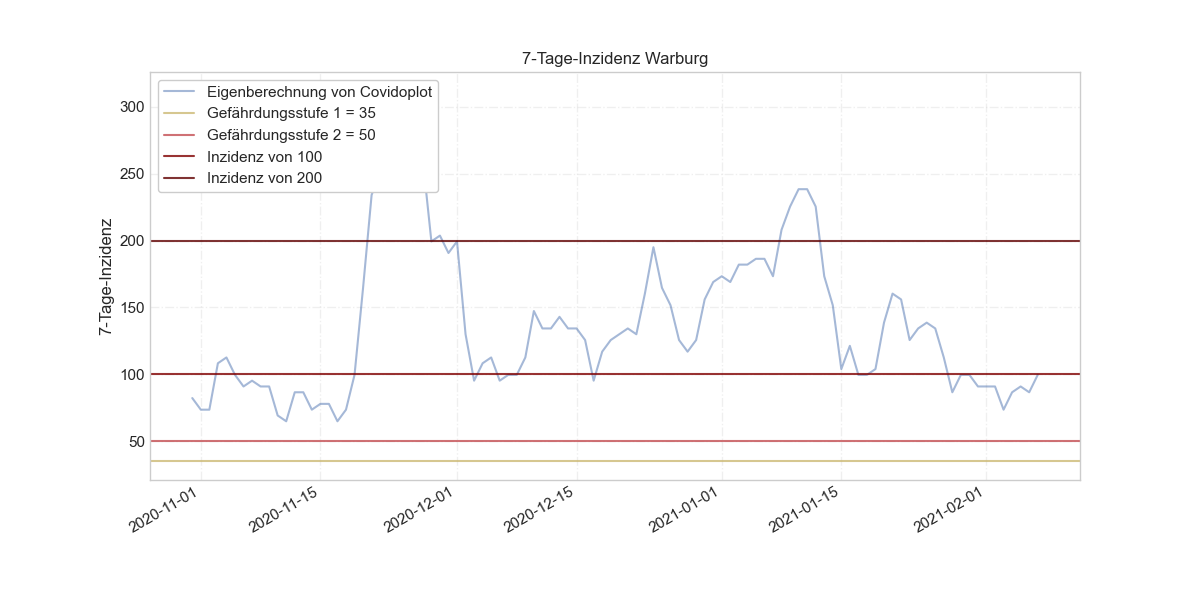 7-Tage-Inzidenz Warburg
Eigenberechnung von Covidoplot
Gefährdungsstufe 1 = 35
Gefährdungsstufe 2 = 50
Inzidenz von 100
Inzidenz von 200
7-Tage-Inzidenz
300
250
200
150
100
50
2020-11-01
2020-11-15
2020-12-01
2020-12-15
2021-01-01
2021-01-15
2021-02-01